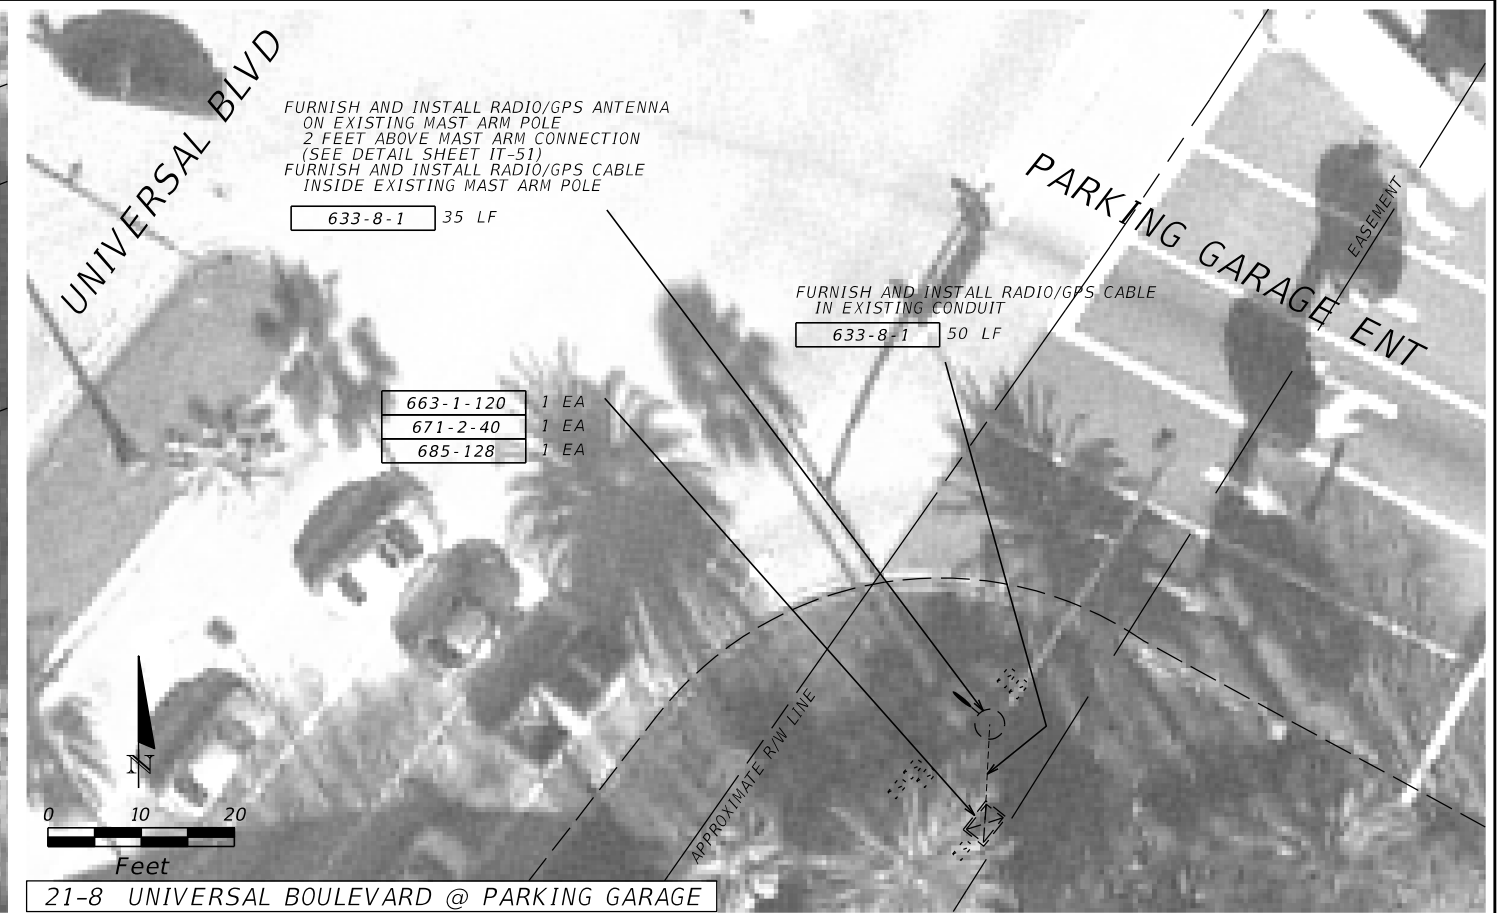 UNIVERSAL BLVD
FURNISH AND INSTALL RADIO/GPS ANTENNA
ON EXISTING MAST ARM POLE
2 FEET ABOVE MAST ARM CONNECTION
(SEE DETAIL SHEET IT-51)
FURNISH AND INSTALL RADIO/GPS CABLE
INSIDE EXISTING MAST ARM POLE
633-8-1 35 LF
PARKING GARAGE ENT
EASEMENT
FURNISH AND INSTALL RADIO/GPS CABLE
IN EXISTING CONDUIT
633-8-1 50 LF
663-1-120 1 EA
671-2-40 1 EA
685-128 1 EA
APPROXIMATE R/W LINE
N
0 10 20
Feet
21-8 UNIVERSAL BOULEVARD @ PARKING GARAGE